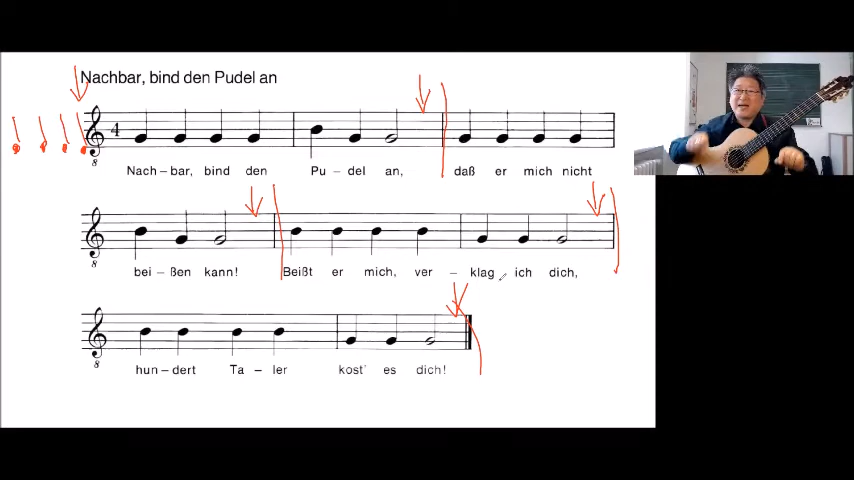 Nachbar, bind den Pudel an
4
8
Nach – bar, bind den Pu – del an, daß er mich nicht
8
bei – ßen kann! Beißt er mich, ver – klag ich dich,
8
hun – dert Ta – ler kost' es dich!